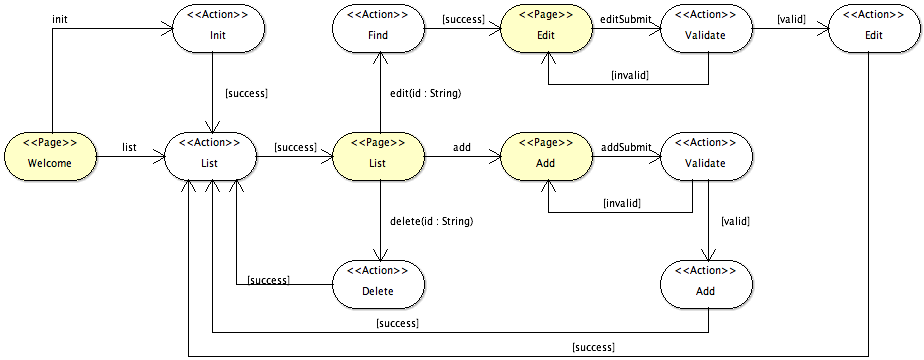 <<Action>>
Init
<<Action>>
Find
<<Page>>
Edit
<<Action>>
Validate
<<Action>>
Edit
init
[success]
editSubmit
[valid]
[invalid]
[success]
edit(id : String)
<<Page>>
Welcome
list
<<Action>>
List
[success]
<<Page>>
List
add
<<Page>>
Add
addSubmit
<<Action>>
Validate
[invalid]
delete(id : String)
[valid]
[success]
<<Action>>
Delete
<<Action>>
Add
[success]
[success]